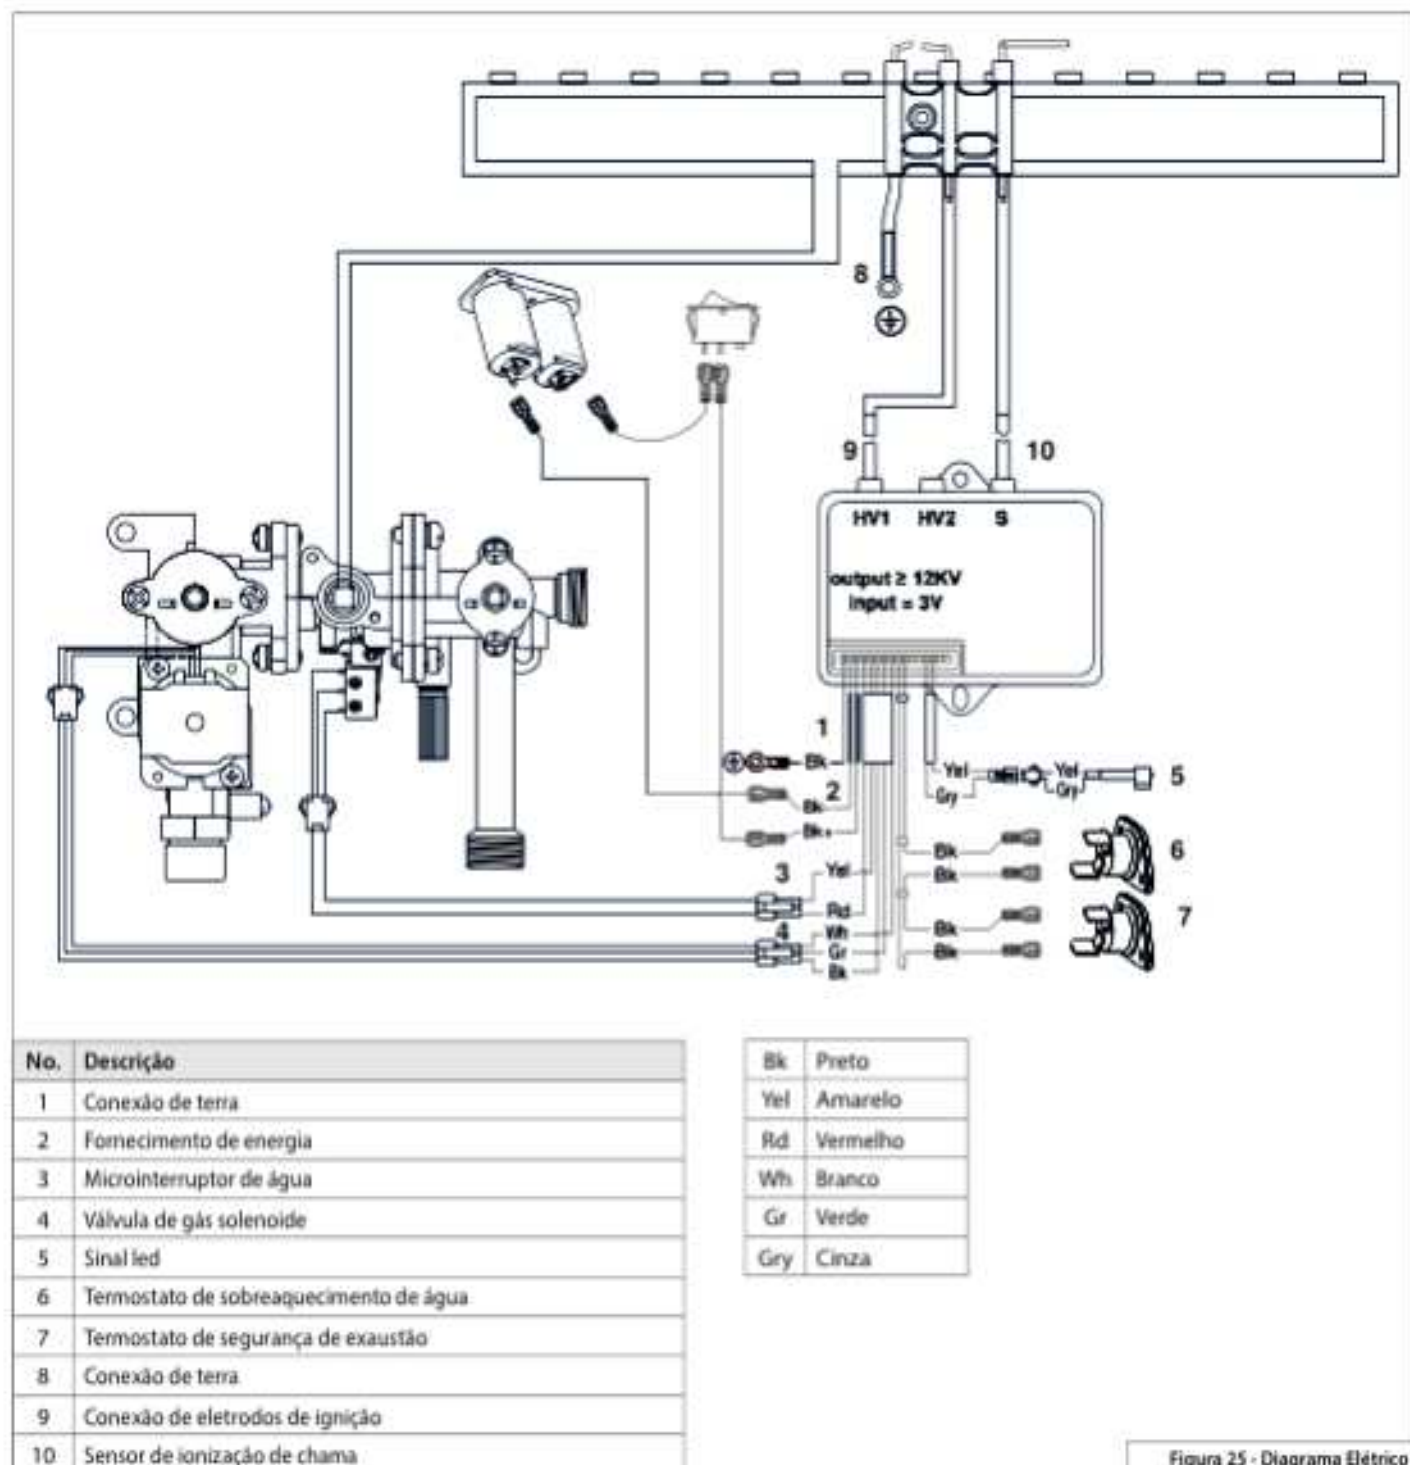 8
9
10
HV1 HV2 S
output ≥ 12KV
input = 3V
1
Bk
2
Bk
Bk
Yel Yel
Gry Gry
5
3
Yel
Rd
4
Wh
Gr
Bk
Bk
Bk
6
Bk
Bk
7
No. Descrição
1 Conexão de terra
2 Fornecimento de energia
3 Microinterruptor de água
4 Válvula de gás solenoide
5 Sinal led
6 Termostato de sobreaquecimento de água
7 Termostato de segurança de exaustão
8 Conexão de terra
9 Conexão de eletrodos de ignição
10 Sensor de ionização de chama
Bk Preto
Yel Amarelo
Rd Vermelho
Wh Branco
Gr Verde
Gry Cinza
Figura 25 - Diagrama Elétrico